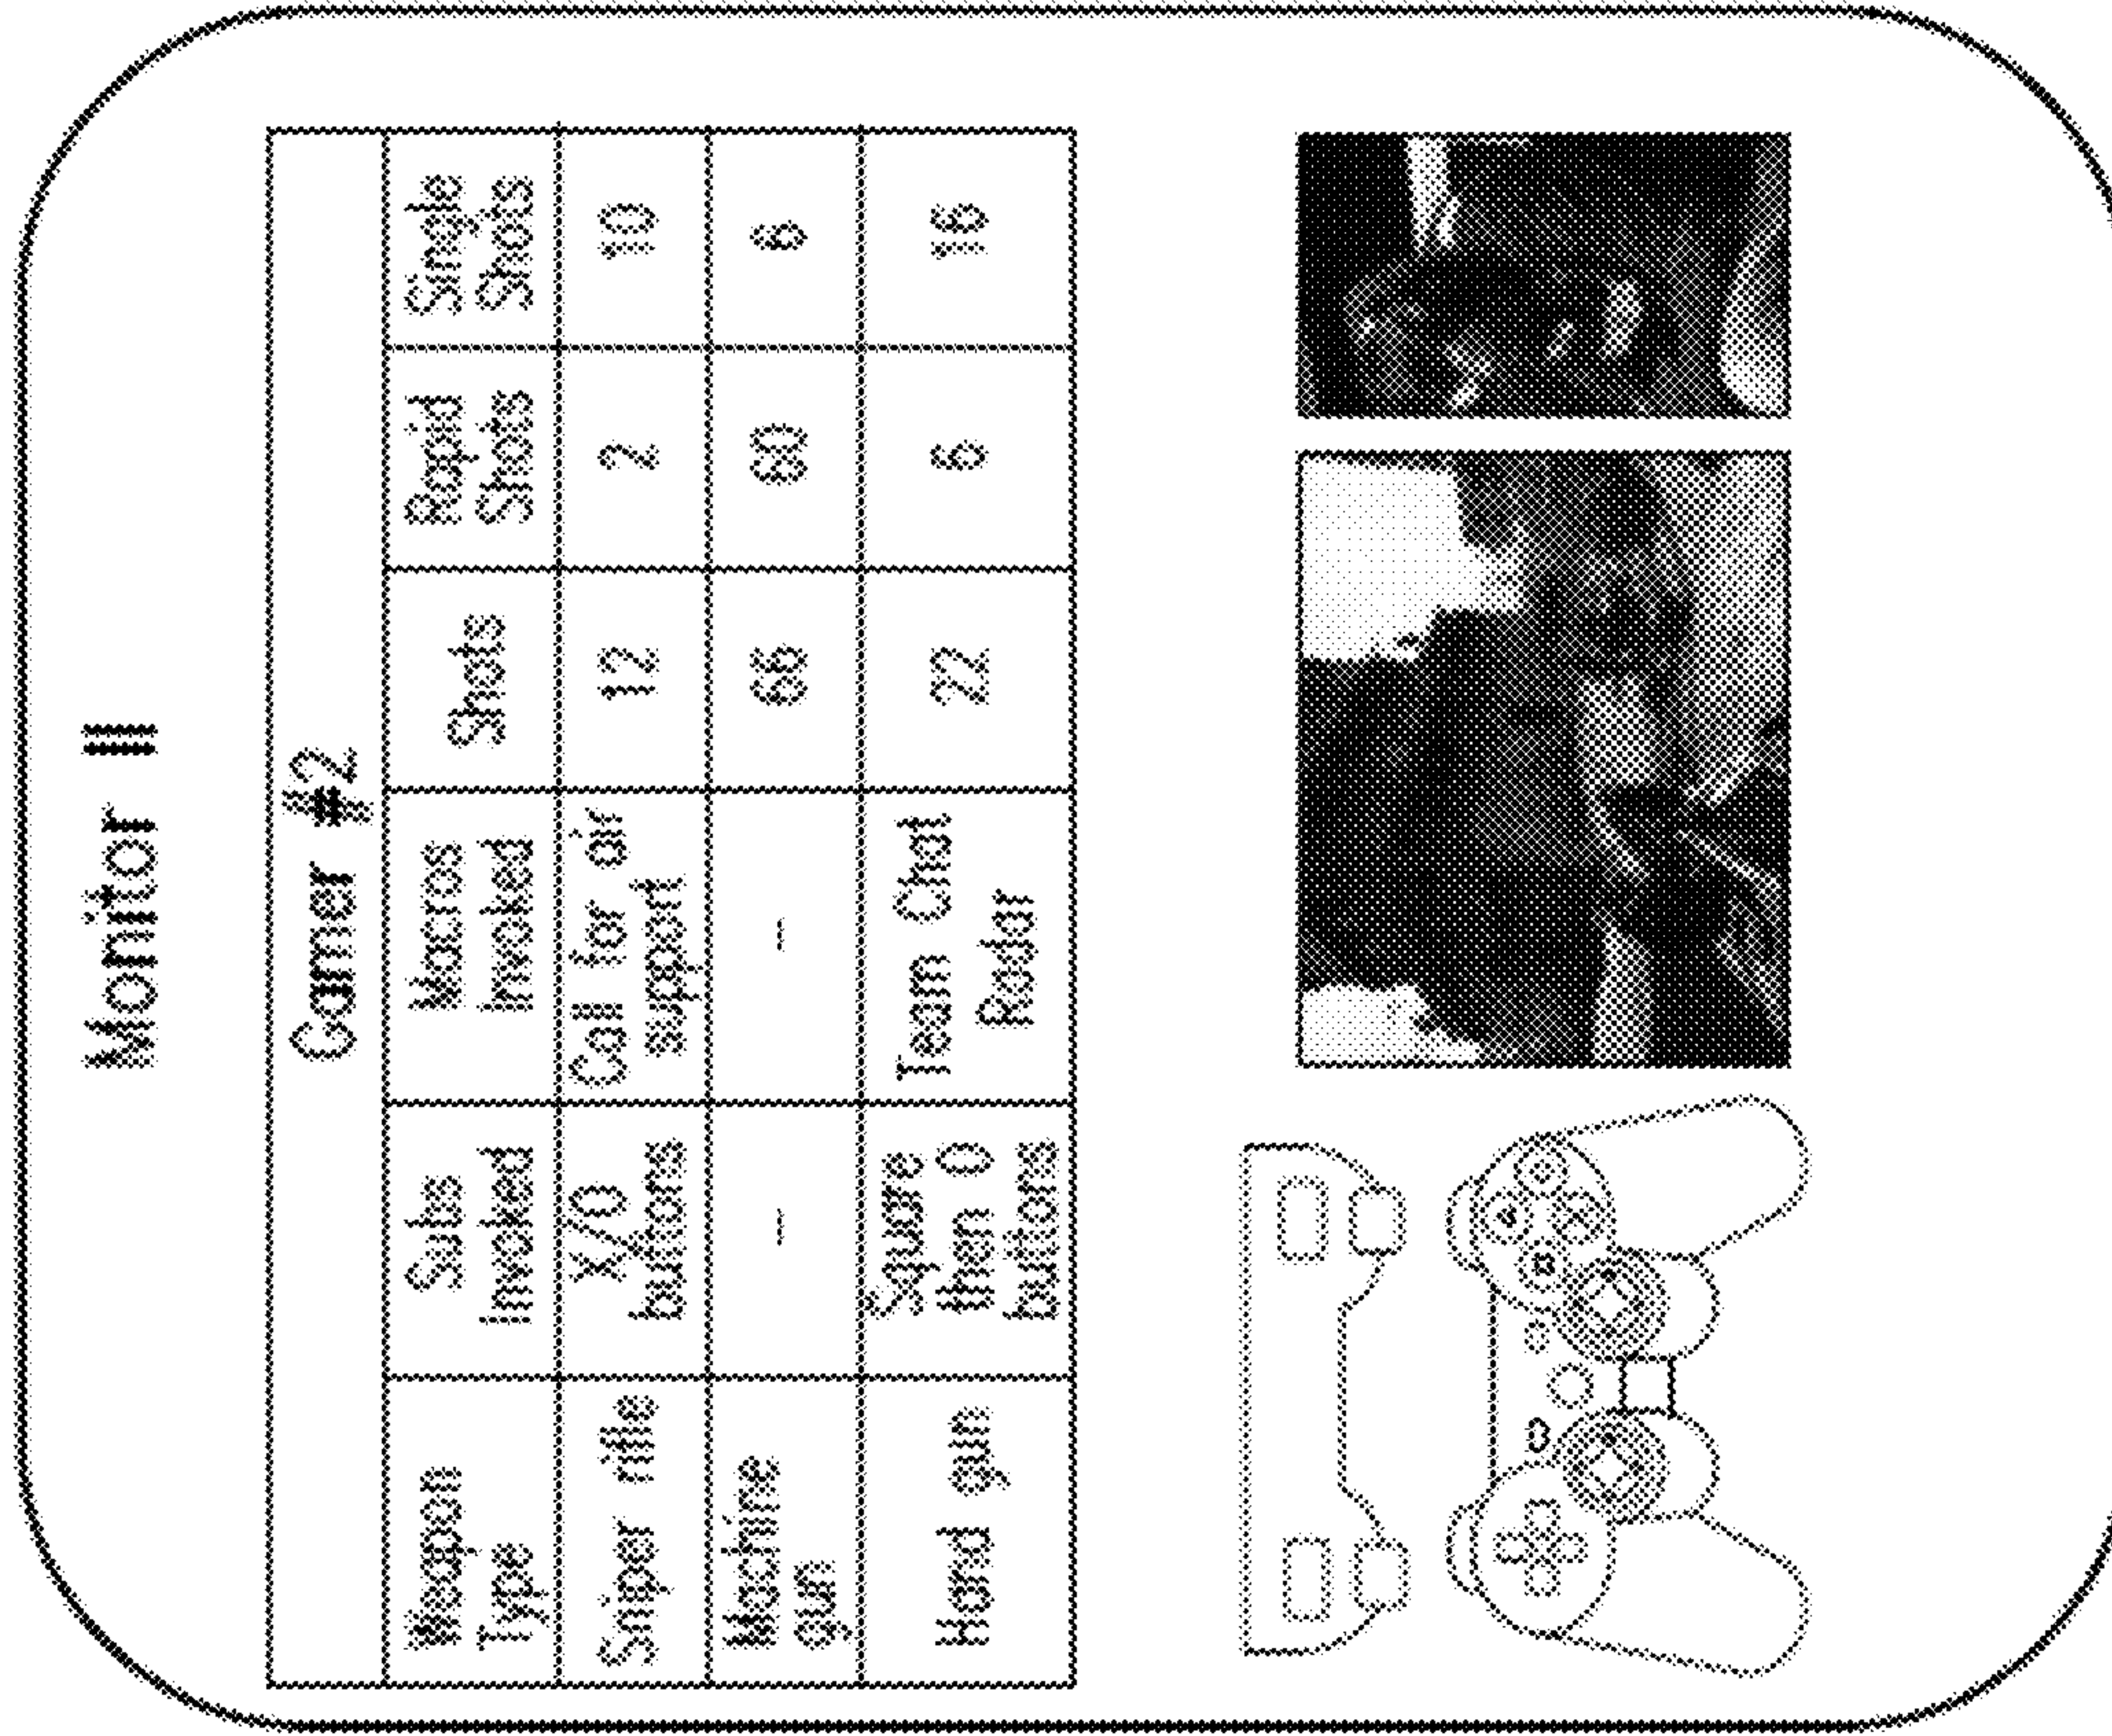 Monitor II
Gamer #2
Weapon Type | Subs Invoked | Macros Invoked | Shots | Rapid Shots | Single Shots
Sniper rifle | X/O buttons | Call for air support | 12 | 2 | 10
Machine gun | - | - | 66 | 60 | 6
Hand gun | Square then O buttons | Team Chat Radar | 22 | 6 | 16